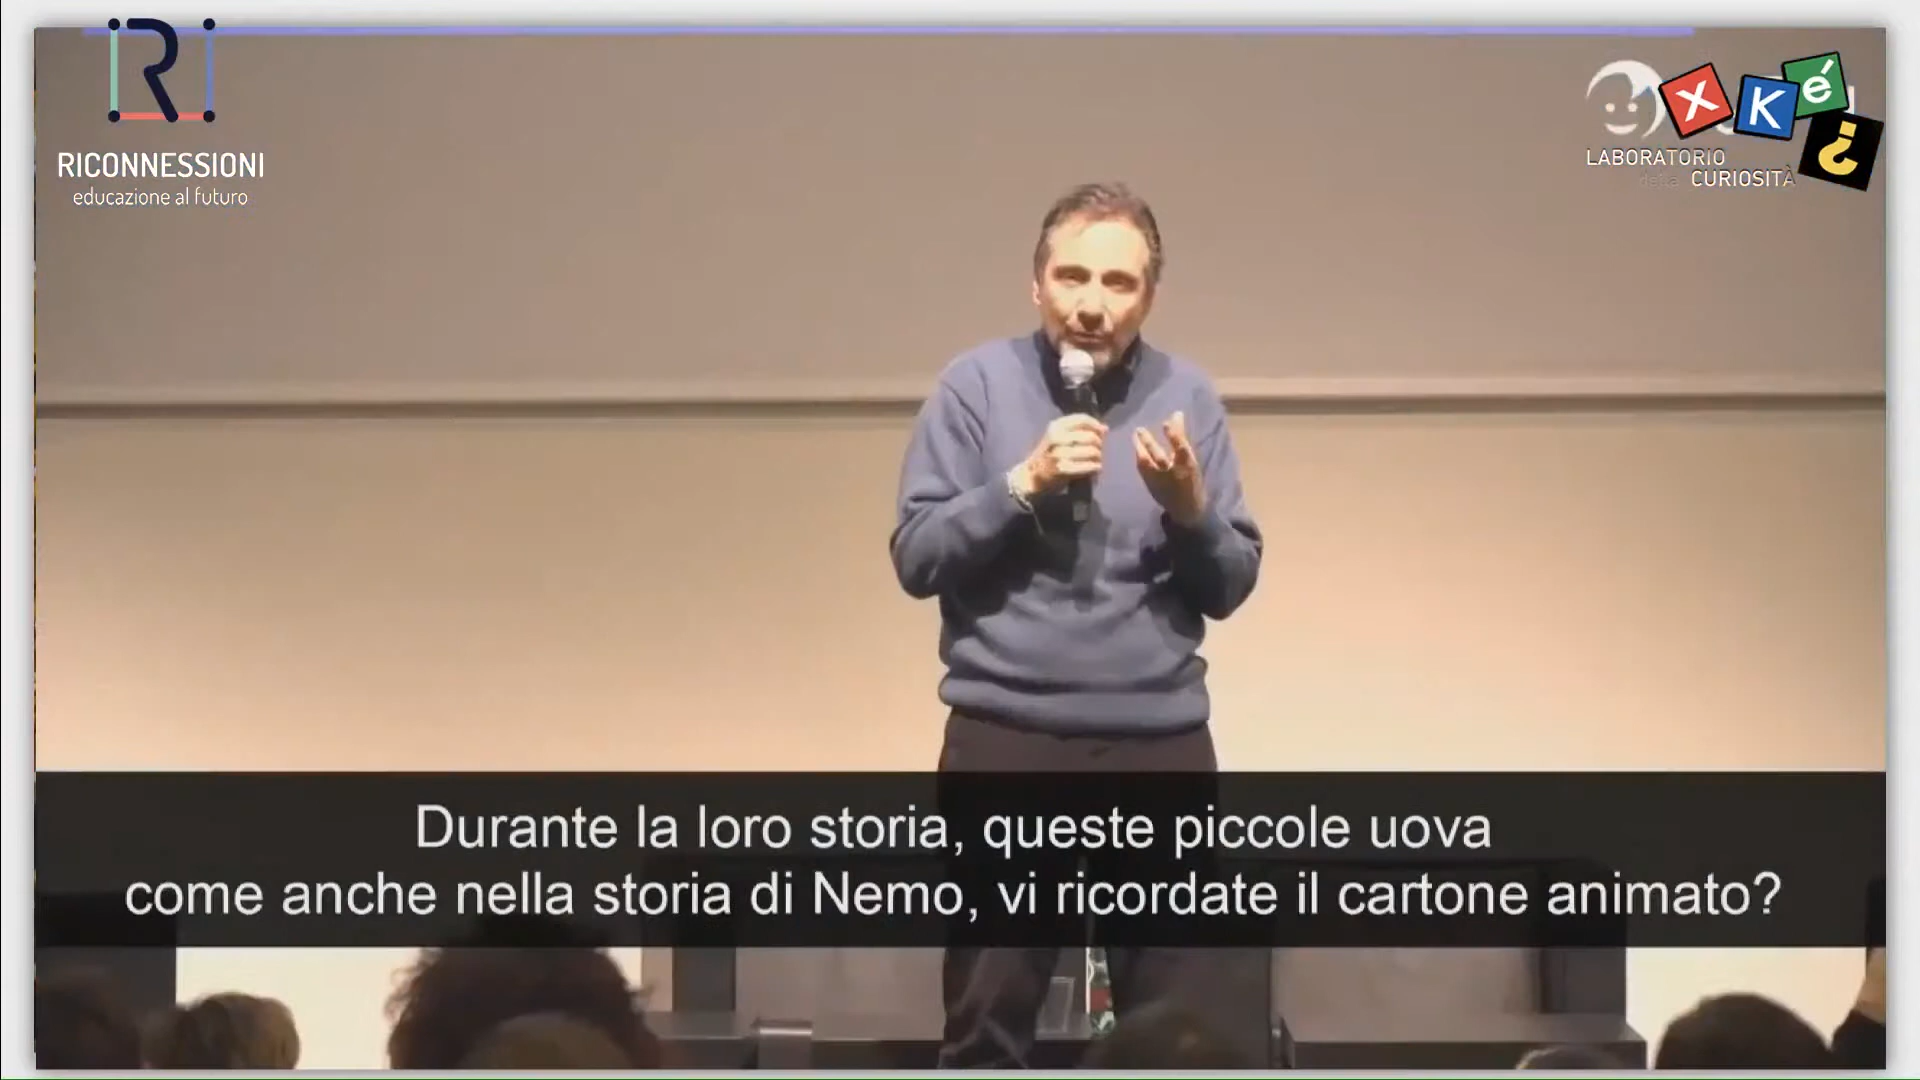 RICONNESSIONI
educazione al futuro
X K é ?
LABORATORIO
della CURIOSITÀ
Durante la loro storia, queste piccole uova
come anche nella storia di Nemo, vi ricordate il cartone animato?